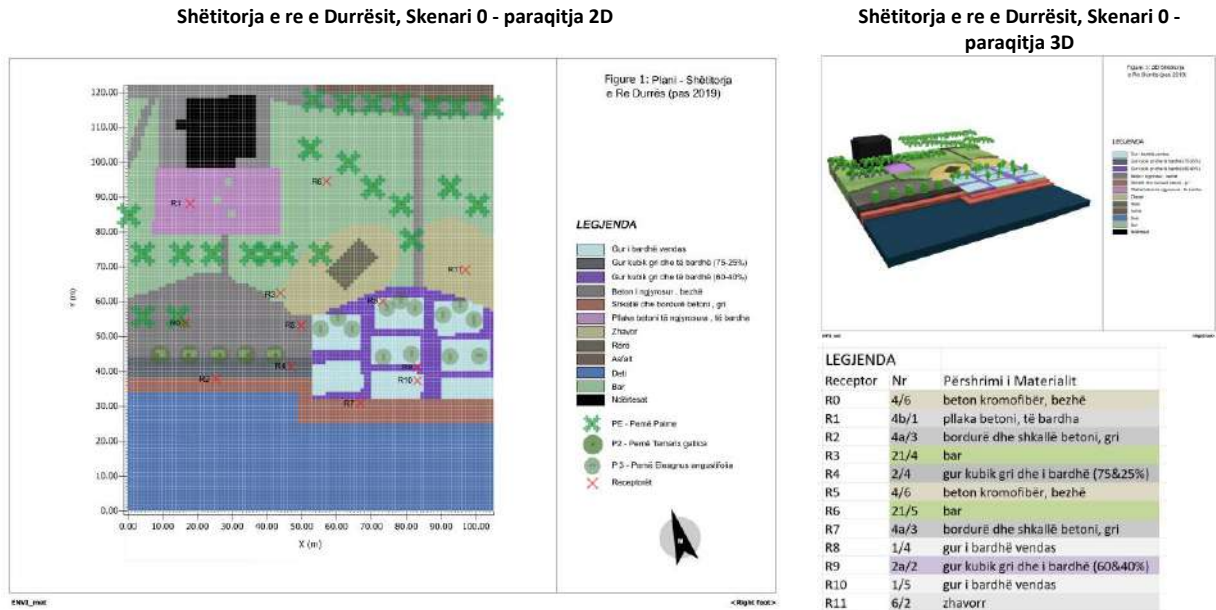 Shëtitorja e re e Durrësit, Skenari 0 - paraqitja 2D
Figure 1: Plani - Shëtitorja
e Re Durrës (pas 2019)
120.00
110.00
100.00
90.00
80.00
70.00
60.00
50.00
40.00
30.00
20.00
10.00
0.00
Y (m)
0.00 10.00 20.00 30.00 40.00 50.00 60.00 70.00 80.00 90.00 100.00
X (m)
R6
R1
R3
R5
R4
R2
R10
R7
LEGJENDA
Gur i bardhë vendas
Gur kubik gri dhe të bardhë (75-25%)
Gur kubik gri dhe të bardhë (60-40%)
Beton i ngjyrosur , bezhë
Shkallë dhe bordurë betoni, gri
Pllaka betoni të ngjyrosura , të bardha
Zhavor
Rërë
Asfalt
Deti
Bar
Ndërtesat
PE - Pemë Palme
P2 - Pemë Tamarix gallica
P3 - Pemë Eleagnus angustifolia
Receptorët
N
ENVI_met
<Right foot>
Shëtitorja e re e Durrësit, Skenari 0 -
paraqitja 3D
e Re Durrës (pas 2019)
LEGJENDA
LEGJENDA
Receptor Nr Përshrimi i Materialit
R0 4/6 beton kromofibër, bezhë
R1 4b/1 pllaka betoni, të bardha
R2 4a/3 bordurë dhe shkallë betoni, gri
R3 21/4 bar
R4 2/4 gur kubik gri dhe i bardhë (75&25%)
R5 4/6 beton kromofibër, bezhë
R6 21/5 bar
R7 4a/3 bordurë dhe shkallë betoni, gri
R8 1/4 gur i bardhë vendas
R9 2a/2 gur kubik gri dhe i bardhë (60&40%)
R10 1/5 gur i bardhë vendas
R11 6/2 zhavorr